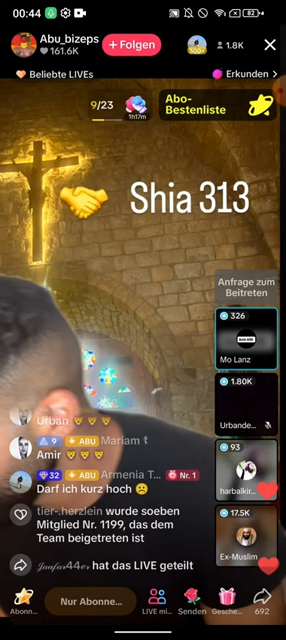 00:44
82
Abu_bizeps
161.6K
+ Folgen
1.8K
Beliebte LIVEs
Erkunden >
9/23
1h17m
Abo-
Bestenliste
🤝 Shia 313
Anfrage zum
Beitreten
326
Mo Lanz
1.80K
Urbande...
93
harbalkir...
17.5K
Ex-Muslim
Urban 🦁 🦁 🦁
9 ABU Mariam
Amir 🦁 🦁 🦁
32 ABU Armenia T... Nr. 1
Darf ich kurz hoch ☹️
tier-.herzlein wurde soeben
Mitglied Nr. 1199, das dem
Team beigetreten ist
𝒥𝒶𝒶𝒻𝒶𝓇44ℯ𝓇 hat das LIVE geteilt
Abonn...
Nur Abonne...
LIVE mi...
Senden
Gesche...
692